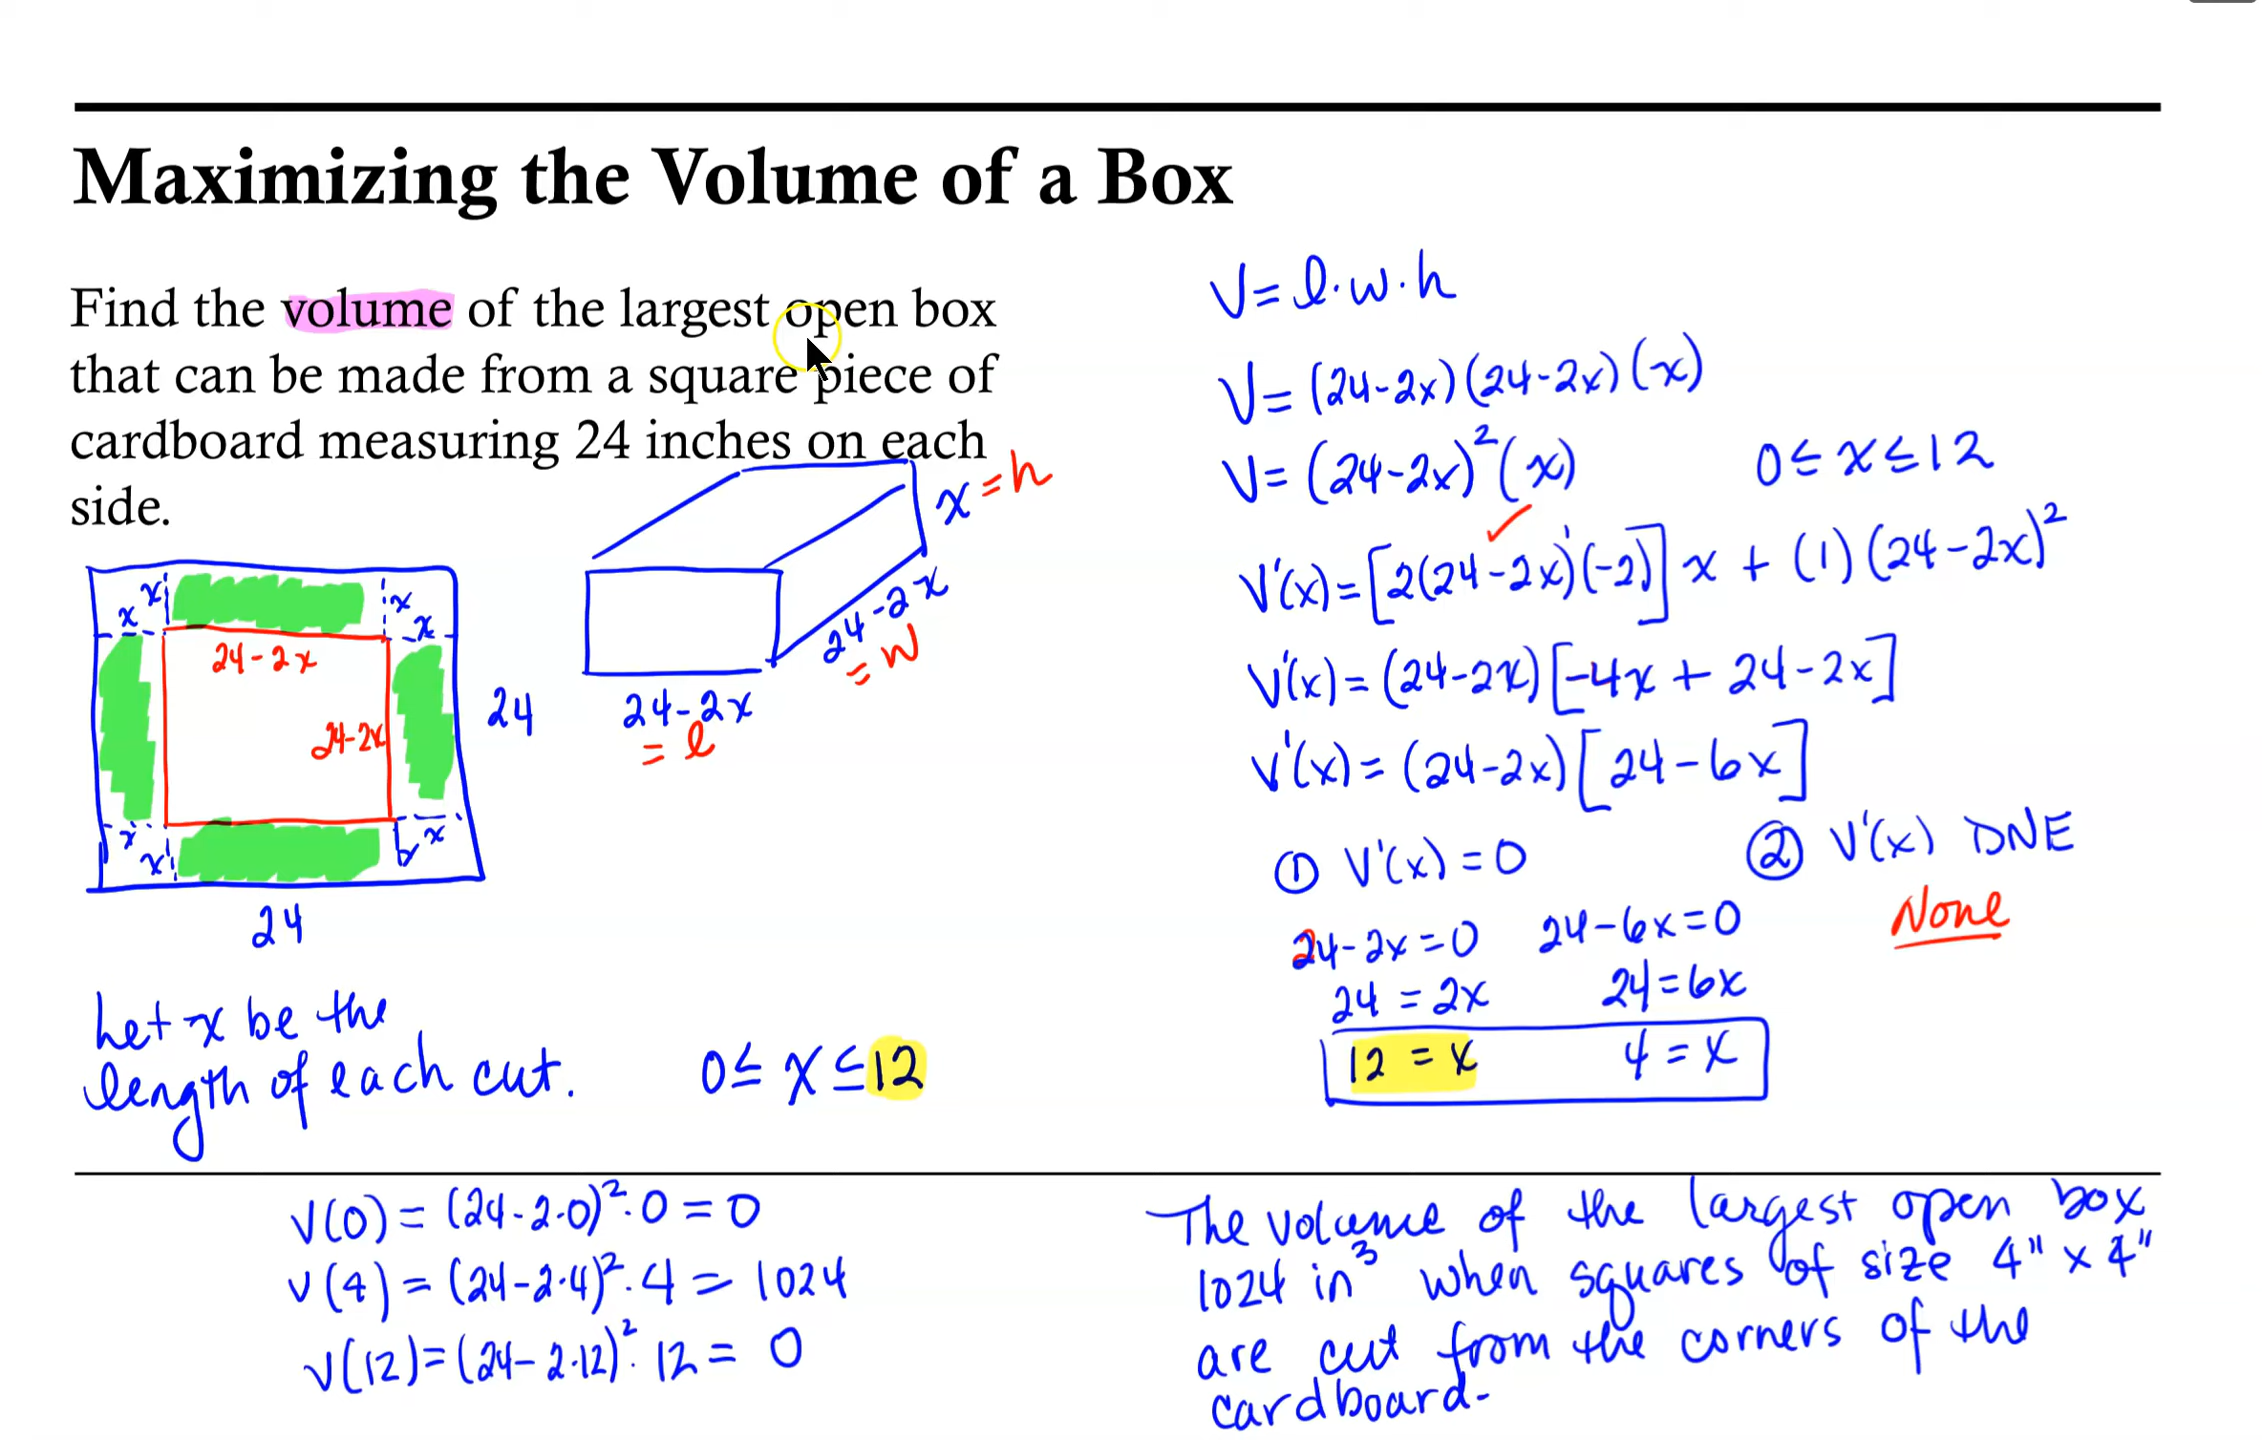 Maximizing the Volume of a Box
Find the volume of the largest open box
that can be made from a square piece of
cardboard measuring 24 inches on each
side.
x = h
24-2x
= w
24-2x
= l
x x
x
x
24-2x
24-2x
24
x
x
x
24
Let x be the
length of each cut.
0 ≤ x ≤ 12
V = l·w·h
V = (24-2x)(24-2x)(x)
V = (24-2x)²(x)   0 ≤ x ≤ 12
V'(x) = [2(24-2x)¹(-2)] x + (1)(24-2x)²
V'(x) = (24-2x)[-4x + 24-2x]
V'(x) = (24-2x)[24-6x]
① V'(x) = 0   ② V'(x) DNE
None
24-2x=0   24-6x=0
24 = 2x   24=6x
12 = x   4 = x
V(0) = (24-2·0)²·0 = 0
V(4) = (24-2·4)²·4 = 1024
V(12) = (24-2·12)²·12 = 0
The volume of the largest open box
1024 in³ when squares of size 4" x 4"
are cut from the corners of the
cardboard.